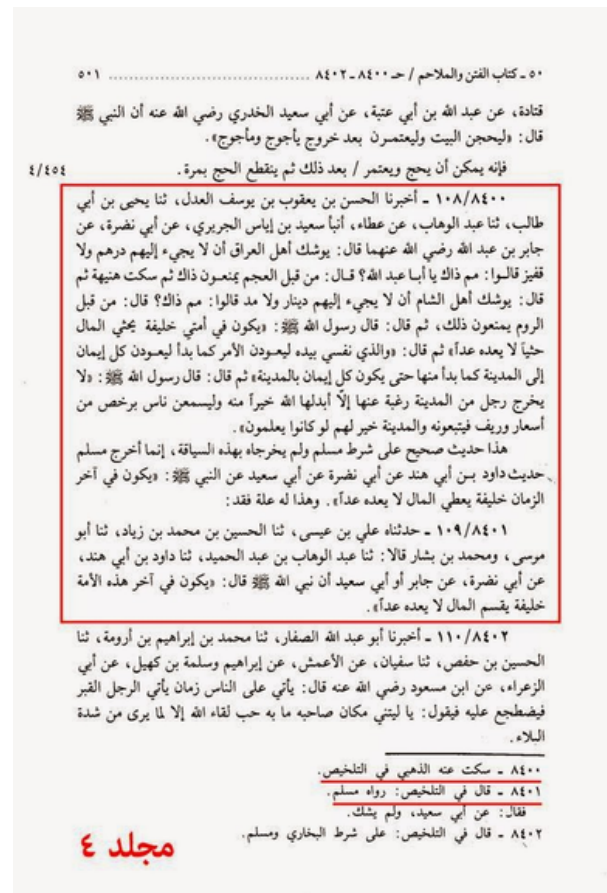 ٥٠ ـ كتاب الفتن والملاحم / حـ ٨٤٠٠ ـ ٨٤٠٢ ........................................ ٥٠١
قتادة، عن عبد الله بن أبي عتبة، عن أبي سعيد الخدري رضي الله عنه أن النبي ﷺ
قال: «ليحجن البيت وليعتمرن بعد خروج يأجوج ومأجوج».
فإنه يمكن أن يحج ويعتمر / بعد ذلك ثم ينقطع الحج بمرة. ٤/٤٥٤
١٠٨/٨٤٠٠ ـ أخبرنا الحسن بن يعقوب بن يوسف العدل، ثنا يحيى بن أبي
طالب، ثنا عبد الوهاب، عن عطاء، أنبأ سعيد بن إياس الجريري، عن أبي نضرة، عن
جابر بن عبد الله رضي الله عنهما قال: يوشك أهل العراق أن لا يجيء إليهم درهم ولا
قفيز قالوا: مم ذاك يا أبا عبد الله؟ قال: من قبل العجم يمنعون ذاك ثم سكت هنيهة ثم
قال: يوشك أهل الشام أن لا يجيء إليهم دينار ولا مد قالوا: مم ذاك؟ قال: من قبل
الروم يمنعون ذلك، ثم قال: قال رسول الله ﷺ: «يكون في أمتي خليفة يحثي المال
حثياً لا يعده عداً» ثم قال: «والذي نفسي بيده ليعودن الأمر كما بدأ ليعودن كل إيمان
إلى المدينة كما بدأ منها حتى يكون كل إيمان بالمدينة» ثم قال: قال رسول الله ﷺ: «لا
يخرج رجل من المدينة رغبة عنها إلّا أبدلها الله خيراً منه وليسمعن ناس برخص من
أسعار وريف فيتبعونه والمدينة خير لهم لو كانوا يعلمون».
هذا حديث صحيح على شرط مسلم ولم يخرجاه بهذه السياقة، إنما أخرج مسلم
حديث داود بن أبي هند عن أبي نضرة عن أبي سعيد عن النبي ﷺ: «يكون في آخر
الزمان خليفة يعطي المال لا يعده عداً». وهذا له علة فقد:
١٠٩/٨٤٠١ ـ حدثناه علي بن عيسى، ثنا الحسين بن محمد بن زياد، ثنا أبو
موسى، ومحمد بن بشار قالا: ثنا عبد الوهاب بن عبد الحميد، ثنا داود بن أبي هند،
عن أبي نضرة، عن جابر أو أبي سعيد أن نبي الله ﷺ قال: «يكون في آخر هذه الأمة
خليفة يقسم المال لا يعده عداً».
١١٠/٨٤٠٢ ـ أخبرنا أبو عبد الله الصفار، ثنا محمد بن إبراهيم بن أرومة، ثنا
الحسين بن حفص، ثنا سفيان، عن الأعمش، عن إبراهيم وسلمة بن كهيل، عن أبي
الزعراء، عن ابن مسعود رضي الله عنه قال: يأتي على الناس زمان يأتي الرجل القبر
فيضطجع عليه فيقول: يا ليتني مكان صاحبه ما به حب لقاء الله إلا لما يرى من شدة
البلاء.
٨٤٠٠ ـ سكت عنه الذهبي في التلخيص.
٨٤٠١ ـ قال في التلخيص: رواه مسلم.
فقال: عن أبي سعيد، ولم يشك.
٨٤٠٢ ـ قال في التلخيص: على شرط البخاري ومسلم.
مجلد ٤